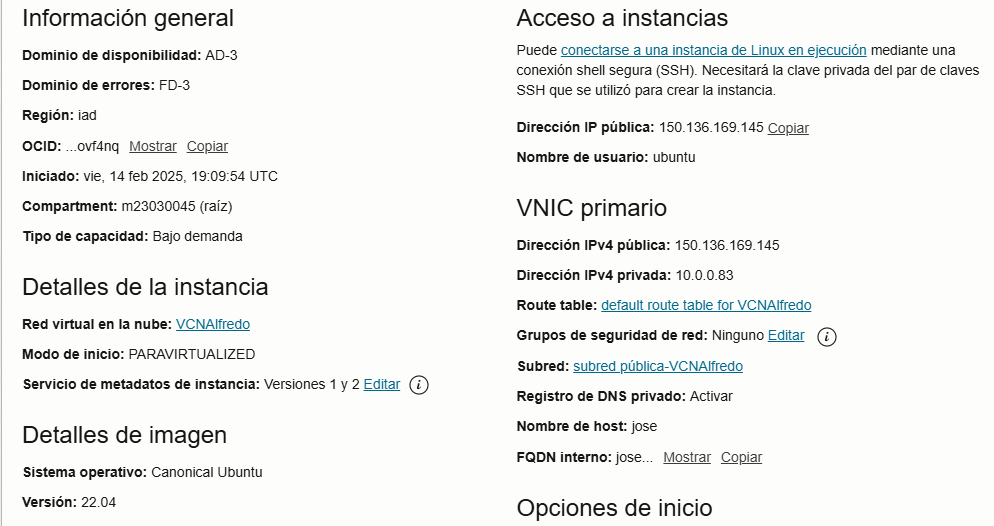 Información general
Dominio de disponibilidad: AD-3
Dominio de errores: FD-3
Región: iad
OCID: ...ovf4nq Mostrar Copiar
Iniciado: vie, 14 feb 2025, 19:09:54 UTC
Compartment: m23030045 (raíz)
Tipo de capacidad: Bajo demanda
Detalles de la instancia
Red virtual en la nube: VCNAlfredo
Modo de inicio: PARAVIRTUALIZED
Servicio de metadatos de instancia: Versiones 1 y 2 Editar i
Detalles de imagen
Sistema operativo: Canonical Ubuntu
Versión: 22.04
Acceso a instancias
Puede conectarse a una instancia de Linux en ejecución mediante una
conexión shell segura (SSH). Necesitará la clave privada del par de claves
SSH que se utilizó para crear la instancia.
Dirección IP pública: 150.136.169.145 Copiar
Nombre de usuario: ubuntu
VNIC primario
Dirección IPv4 pública: 150.136.169.145
Dirección IPv4 privada: 10.0.0.83
Route table: default route table for VCNAlfredo
Grupos de seguridad de red: Ninguno Editar i
Subred: subred pública-VCNAlfredo
Registro de DNS privado: Activar
Nombre de host: jose
FQDN interno: jose... Mostrar Copiar
Opciones de inicio